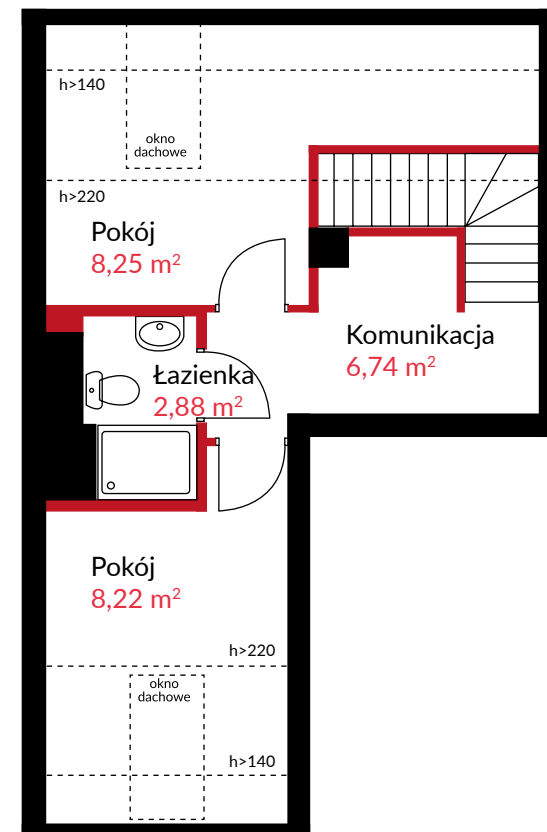 h>140
okno
dachowe
h>220
Pokój
8,25 m²
Komunikacja
6,74 m²
Łazienka
2,88 m²
Pokój
8,22 m²
h>220
okno
dachowe
h>140